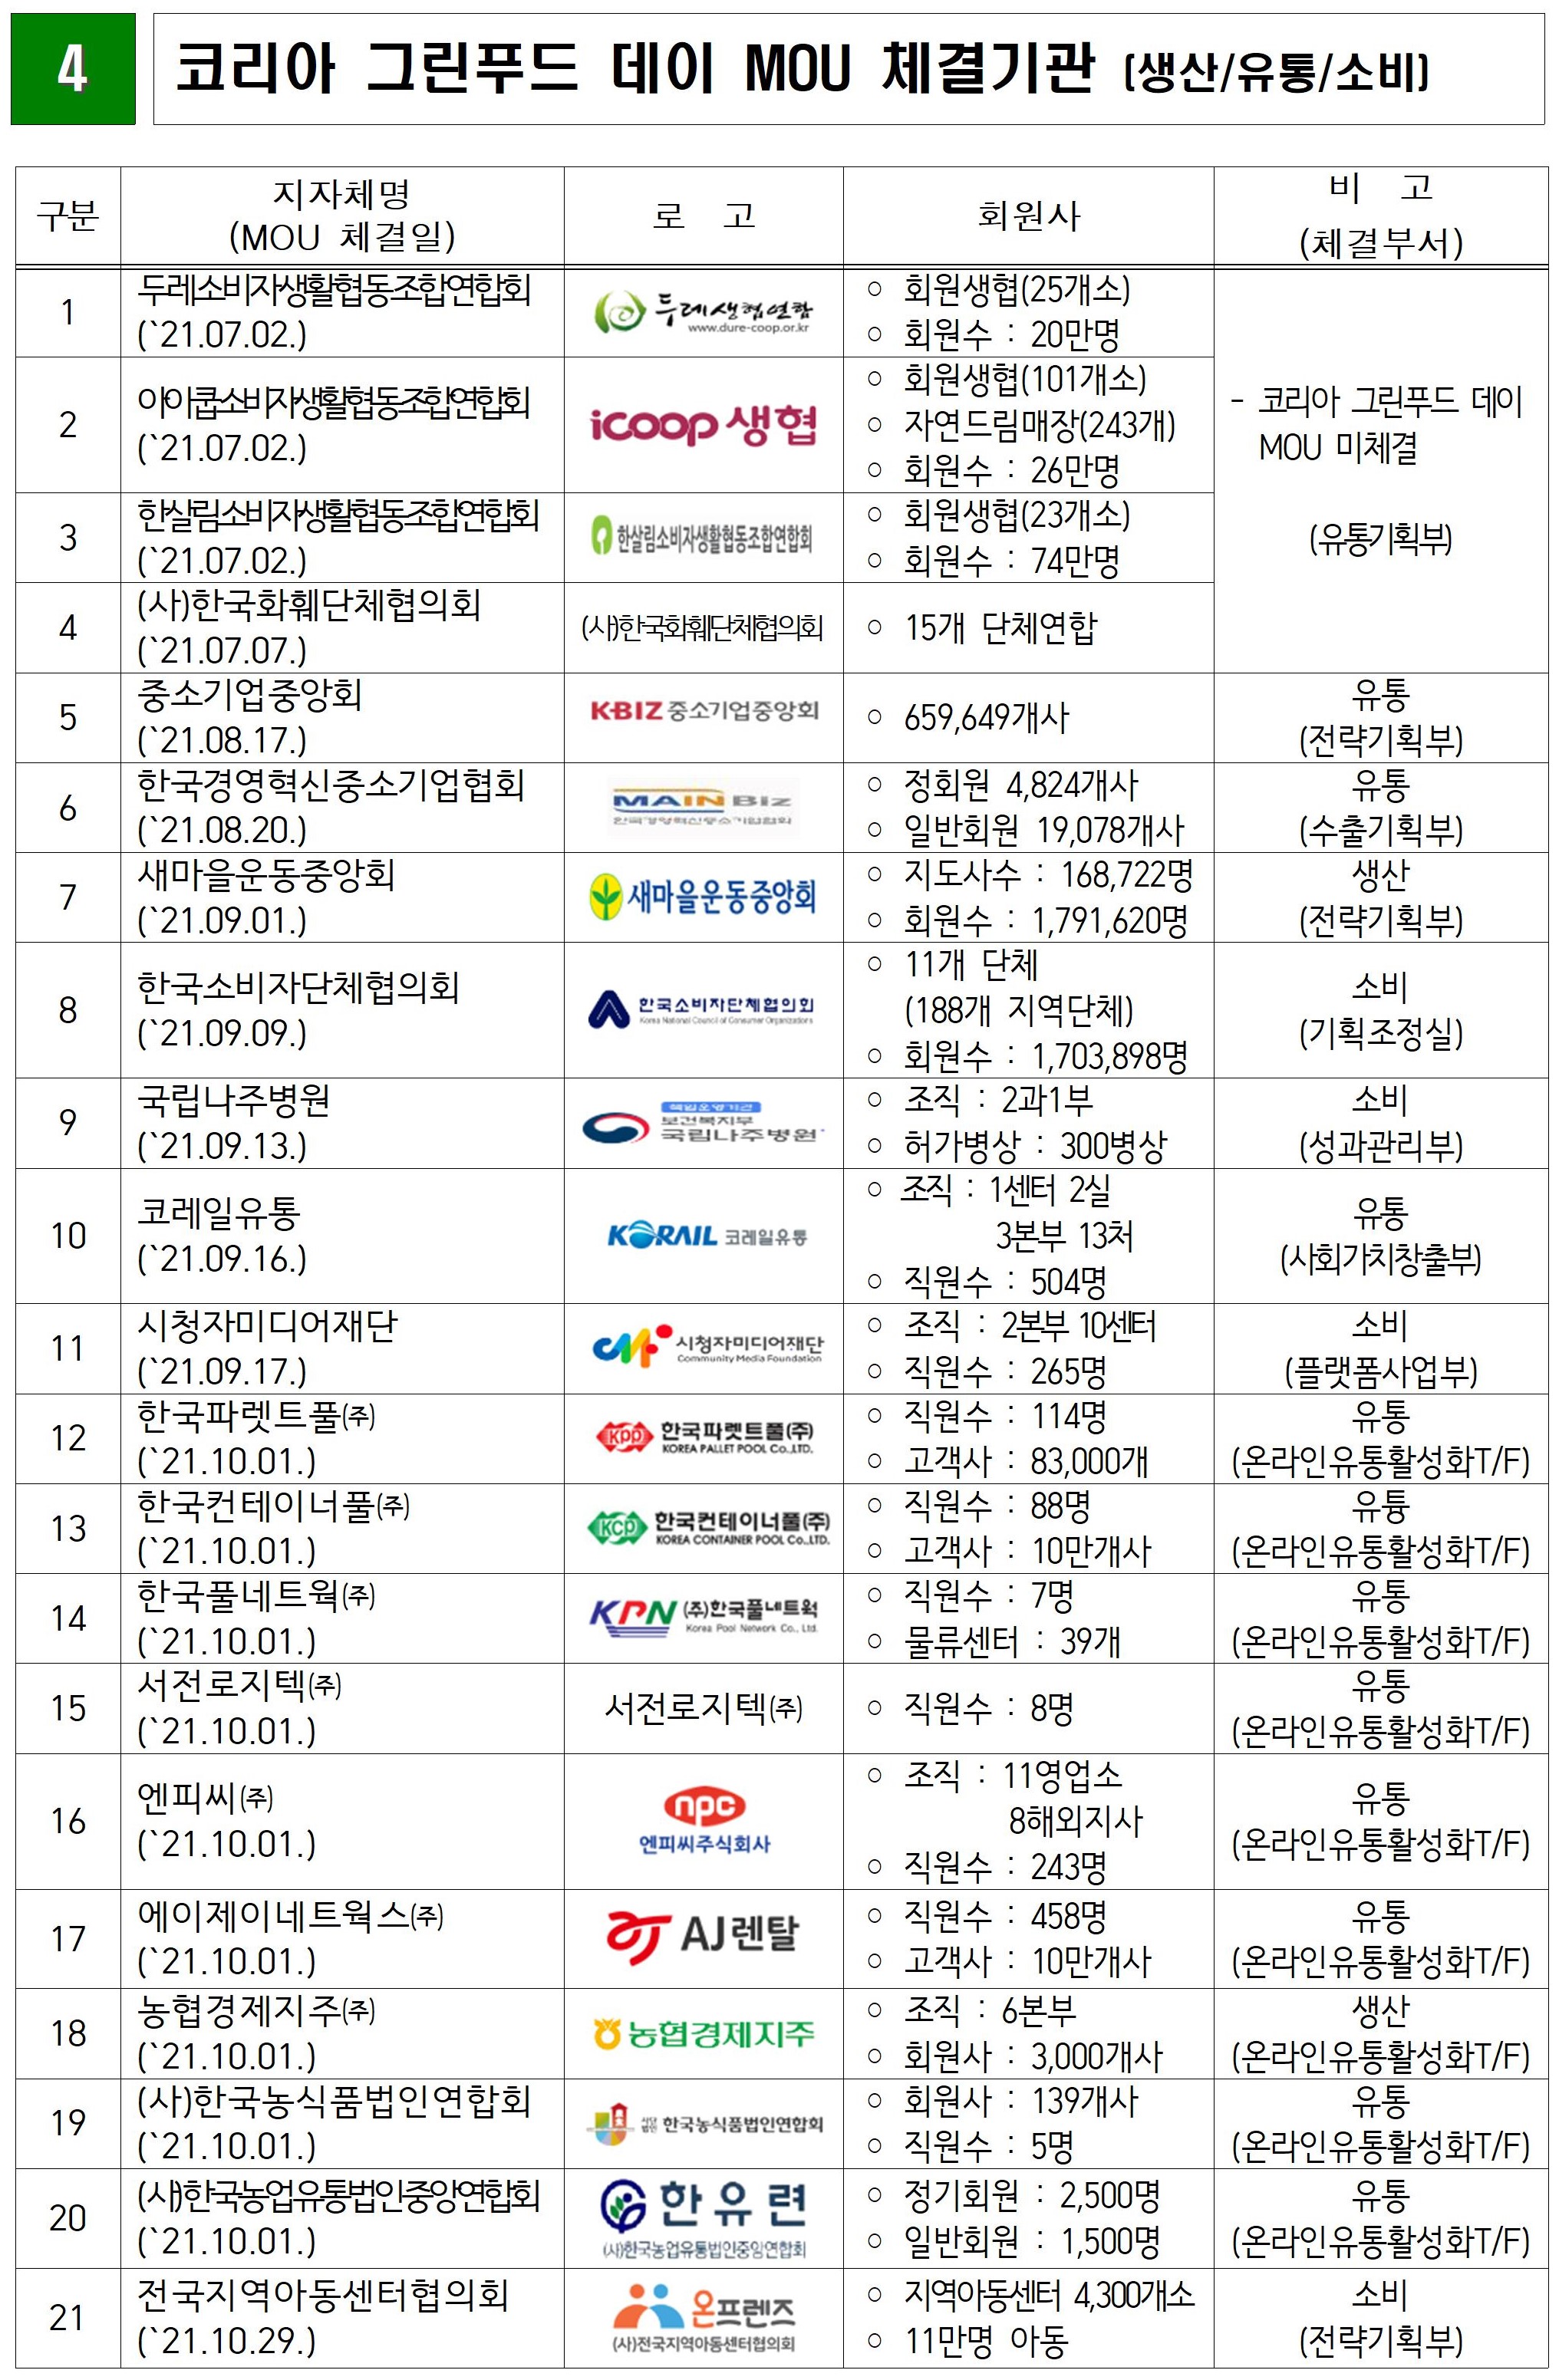 4
코리아 그린푸드 데이 MOU 체결기관 (생산/유통/소비)
구분
지자체명
(MOU 체결일)
로 고
회원사
비 고
(체결부서)
1
두레소비자생활협동조합연합회
(`21.07.02.)
두레생협연합
www.dure-coop.or.kr
○ 회원생협(25개소)
○ 회원수 : 20만명
- 코리아 그린푸드 데이
MOU 미체결
(유통기획부)
2
아이쿱소비자생활협동조합연합회
(`21.07.02.)
icoop 생협
○ 회원생협(101개소)
○ 자연드림매장(243개)
○ 회원수 : 26만명
3
한살림소비자생활협동조합연합회
(`21.07.02.)
한살림소비자생활협동조합연합회
○ 회원생협(23개소)
○ 회원수 : 74만명
4
(사)한국화훼단체협의회
(`21.07.07.)
(사)한국화훼단체협의회
○ 15개 단체연합
5
중소기업중앙회
(`21.08.17.)
K-BIZ 중소기업중앙회
○ 659,649개사
유통
(전략기획부)
6
한국경영혁신중소기업협회
(`21.08.20.)
MAIN Biz
한국경영혁신중소기업협회
○ 정회원 4,824개사
○ 일반회원 19,078개사
유통
(수출기획부)
7
새마을운동중앙회
(`21.09.01.)
새마을운동중앙회
○ 지도사수 : 168,722명
○ 회원수 : 1,791,620명
생산
(전략기획부)
8
한국소비자단체협의회
(`21.09.09.)
한국소비자단체협의회
Korea National Council of Consumer Organizations
○ 11개 단체
(188개 지역단체)
○ 회원수 : 1,703,898명
소비
(기획조정실)
9
국립나주병원
(`21.09.13.)
책임운영기관
보건복지부
국립나주병원
○ 조직 : 2과1부
○ 허가병상 : 300병상
소비
(성과관리부)
10
코레일유통
(`21.09.16.)
KORAIL 코레일유통
○ 조직 : 1센터 2실
3본부 13처
○ 직원수 : 504명
유통
(사회가치창출부)
11
시청자미디어재단
(`21.09.17.)
시청자미디어재단
Community Media Foundation
○ 조직 : 2본부 10센터
○ 직원수 : 265명
소비
(플랫폼사업부)
12
한국파렛트풀㈜
(`21.10.01.)
kpp 한국파렛트풀(주)
KOREA PALLET POOL Co.,LTD.
○ 직원수 : 114명
○ 고객사 : 83,000개
유통
(온라인유통활성화T/F)
13
한국컨테이너풀㈜
(`21.10.01.)
kcp 한국컨테이너풀(주)
KOREA CONTAINER POOL Co.,LTD.
○ 직원수 : 88명
○ 고객사 : 10만개사
유튱
(온라인유통활성화T/F)
14
한국풀네트웍㈜
(`21.10.01.)
KPN (주)한국풀네트웍
Korea Pool Network Co., Ltd.
○ 직원수 : 7명
○ 물류센터 : 39개
유통
(온라인유통활성화T/F)
15
서전로지텍㈜
(`21.10.01.)
서전로지텍㈜
○ 직원수 : 8명
유통
(온라인유통활성화T/F)
16
엔피씨㈜
(`21.10.01.)
npc
엔피씨주식회사
○ 조직 : 11영업소
8해외지사
○ 직원수 : 243명
유통
(온라인유통활성화T/F)
17
에이제이네트웍스㈜
(`21.10.01.)
AJ렌탈
○ 직원수 : 458명
○ 고객사 : 10만개사
유통
(온라인유통활성화T/F)
18
농협경제지주㈜
(`21.10.01.)
농협경제지주
○ 조직 : 6본부
○ 회원사 : 3,000개사
생산
(온라인유통활성화T/F)
19
(사)한국농식품법인연합회
(`21.10.01.)
사단법인 한국농식품법인연합회
○ 회원사 : 139개사
○ 직원수 : 5명
유통
(온라인유통활성화T/F)
20
(사)한국농업유통법인중앙연합회
(`21.10.01.)
한유련
(사)한국농업유통법인중앙연합회
○ 정기회원 : 2,500명
○ 일반회원 : 1,500명
유통
(온라인유통활성화T/F)
21
전국지역아동센터협의회
(`21.10.29.)
온프렌즈
(사)전국지역아동센터협의회
○ 지역아동센터 4,300개소
○ 11만명 아동
소비
(전략기획부)